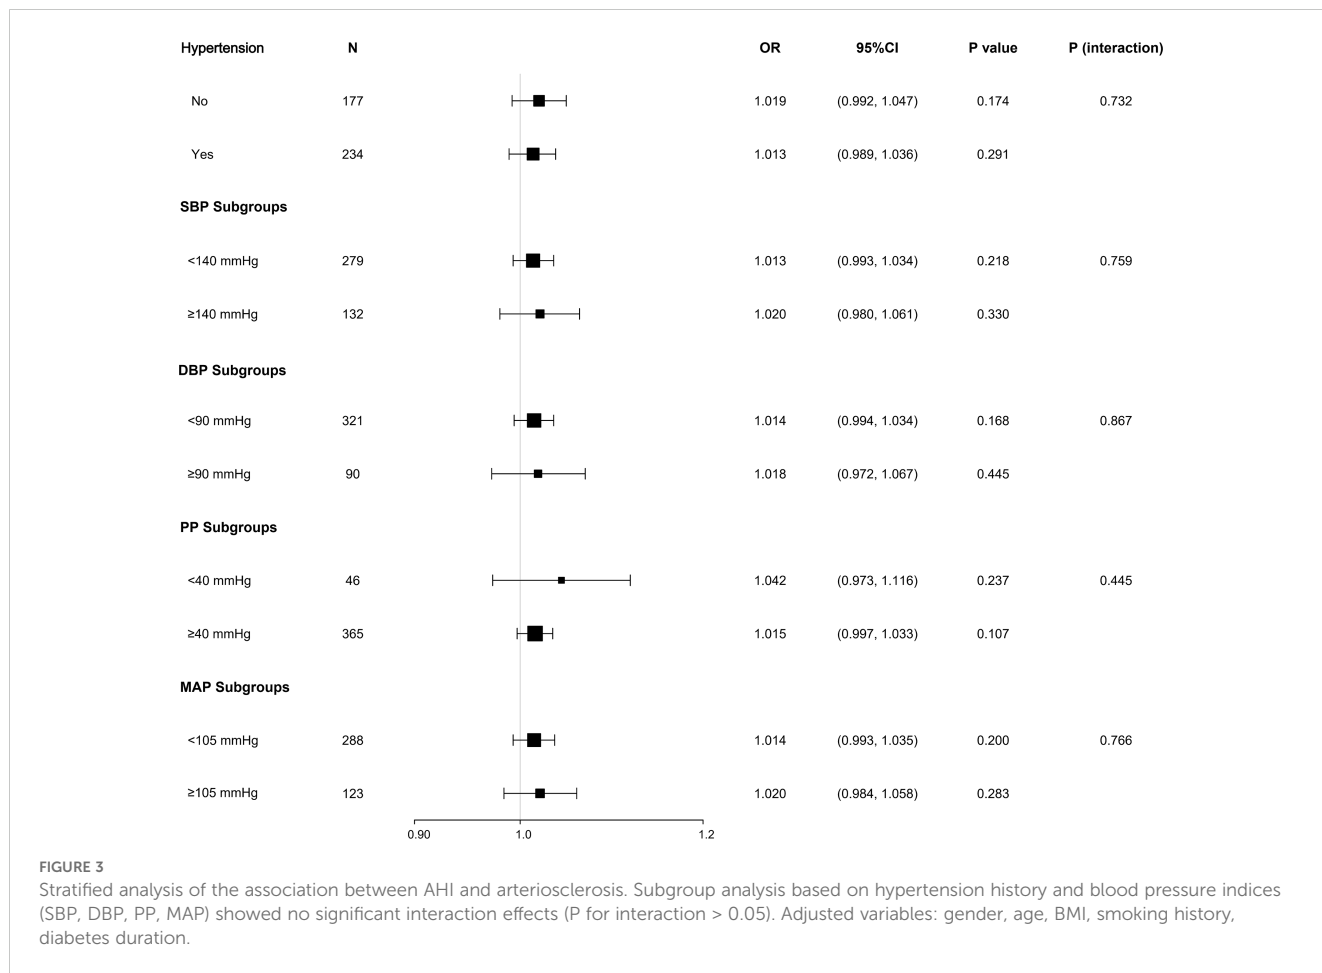 Hypertension N OR 95%CI P value P (interaction)
No 177 1.019 (0.992, 1.047) 0.174 0.732
Yes 234 1.013 (0.989, 1.036) 0.291
SBP Subgroups
<140 mmHg 279 1.013 (0.993, 1.034) 0.218 0.759
≥140 mmHg 132 1.020 (0.980, 1.061) 0.330
DBP Subgroups
<90 mmHg 321 1.014 (0.994, 1.034) 0.168 0.867
≥90 mmHg 90 1.018 (0.972, 1.067) 0.445
PP Subgroups
<40 mmHg 46 1.042 (0.973, 1.116) 0.237 0.445
≥40 mmHg 365 1.015 (0.997, 1.033) 0.107
MAP Subgroups
<105 mmHg 288 1.014 (0.993, 1.035) 0.200 0.766
≥105 mmHg 123 1.020 (0.984, 1.058) 0.283
0.90 1.0 1.2
FIGURE 3
Stratified analysis of the association between AHI and arteriosclerosis. Subgroup analysis based on hypertension history and blood pressure indices
(SBP, DBP, PP, MAP) showed no significant interaction effects (P for interaction > 0.05). Adjusted variables: gender, age, BMI, smoking history,
diabetes duration.